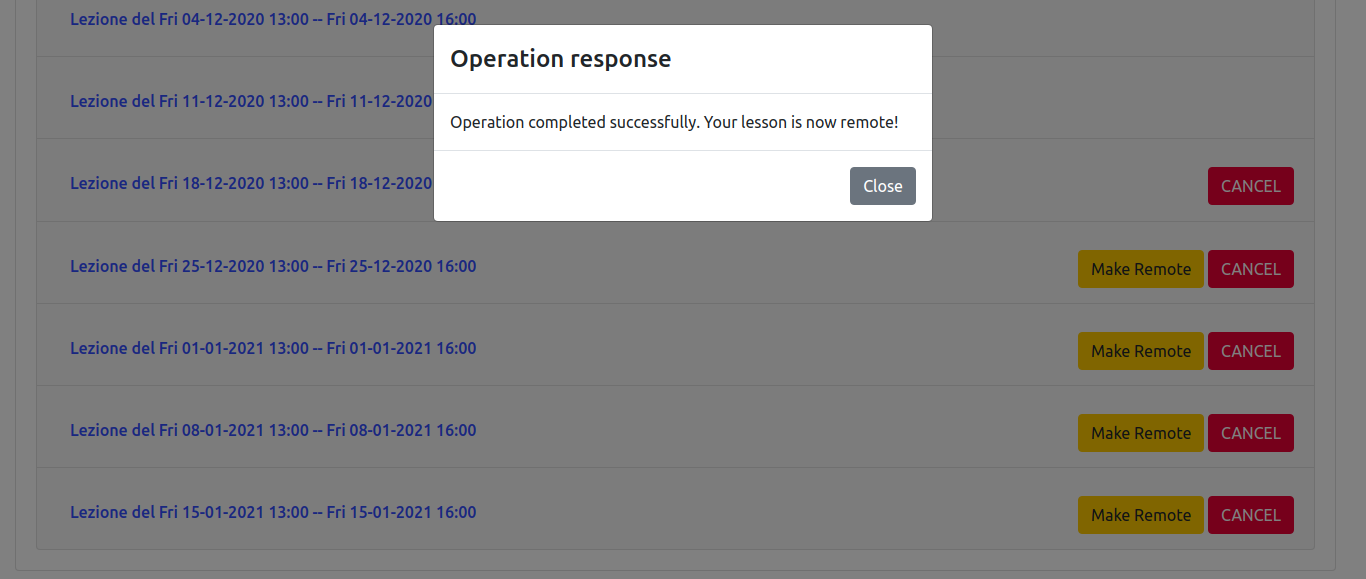 Lezione del Fri 04-12-2020 13:00 -- Fri 04-12-2020 16:00
Operation response
Lezione del Fri 11-12-2020 13:00 -- Fri 11-12-2020
Operation completed successfully. Your lesson is now remote!
Lezione del Fri 18-12-2020 13:00 -- Fri 18-12-2020
Close
CANCEL
Lezione del Fri 25-12-2020 13:00 -- Fri 25-12-2020 16:00
Make Remote CANCEL
Lezione del Fri 01-01-2021 13:00 -- Fri 01-01-2021 16:00
Make Remote CANCEL
Lezione del Fri 08-01-2021 13:00 -- Fri 08-01-2021 16:00
Make Remote CANCEL
Lezione del Fri 15-01-2021 13:00 -- Fri 15-01-2021 16:00
Make Remote CANCEL